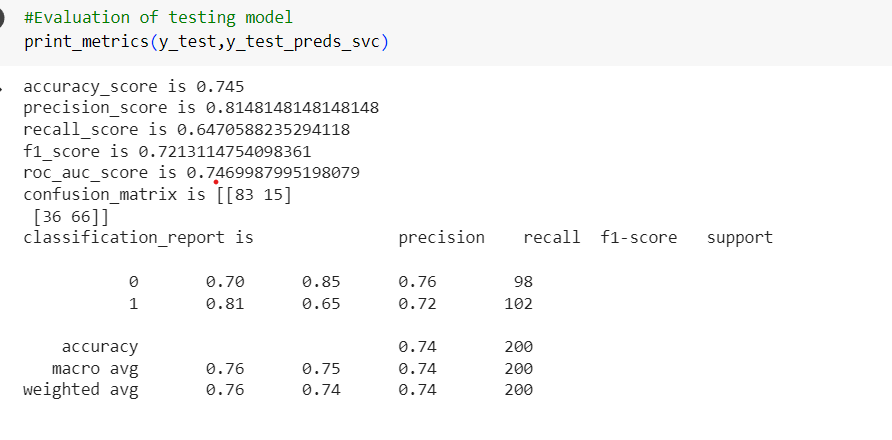 #Evaluation of testing model
print_metrics(y_test,y_test_preds_svc)
accuracy_score is 0.745
precision_score is 0.8148148148148148
recall_score is 0.6470588235294118
f1_score is 0.7213114754098361
roc_auc_score is 0.7469987995198079
confusion_matrix is [[83 15]
 [36 66]]
classification_report is               precision    recall  f1-score   support
           0       0.70      0.85      0.76        98
           1       0.81      0.65      0.72       102
    accuracy                           0.74       200
   macro avg       0.76      0.75      0.74       200
weighted avg       0.76      0.74      0.74       200